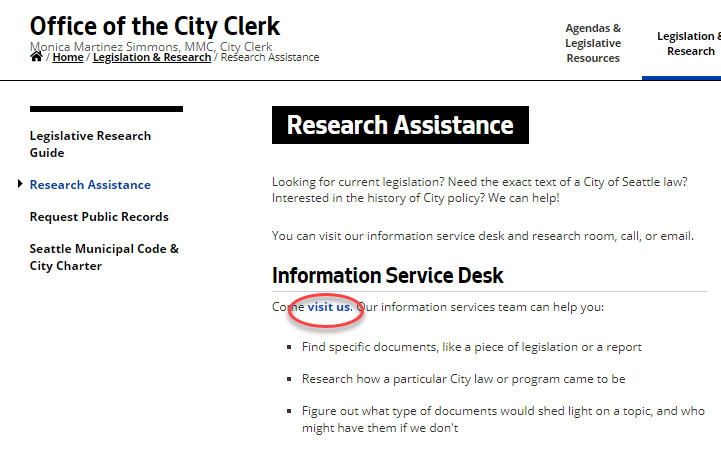 Office of the City Clerk
Monica Martinez Simmons, MMC, City Clerk
/ Home / Legislation & Research / Research Assistance
Agendas &
Legislative
Resources
Legislation &
Research
Legislative Research
Guide
Research Assistance
Request Public Records
Seattle Municipal Code &
City Charter
Research Assistance
Looking for current legislation? Need the exact text of a City of Seattle law?
Interested in the history of City policy? We can help!
You can visit our information service desk and research room, call, or email.
Information Service Desk
Come visit us. Our information services team can help you:
Find specific documents, like a piece of legislation or a report
Research how a particular City law or program came to be
Figure out what type of documents would shed light on a topic, and who
might have them if we don't